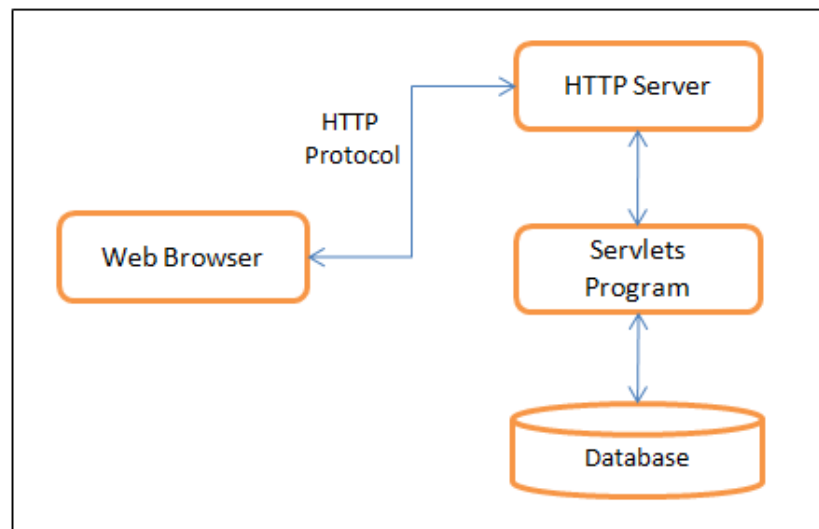 HTTP Server
HTTP
Protocol
Web Browser
Servlets
Program
Database